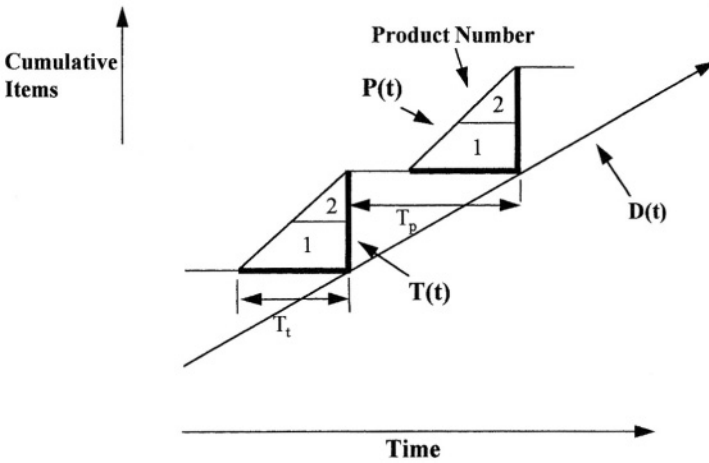 Product Number
Cumulative
Items
P(t)
2
1
2
1
T_p
D(t)
T(t)
T_t
Time